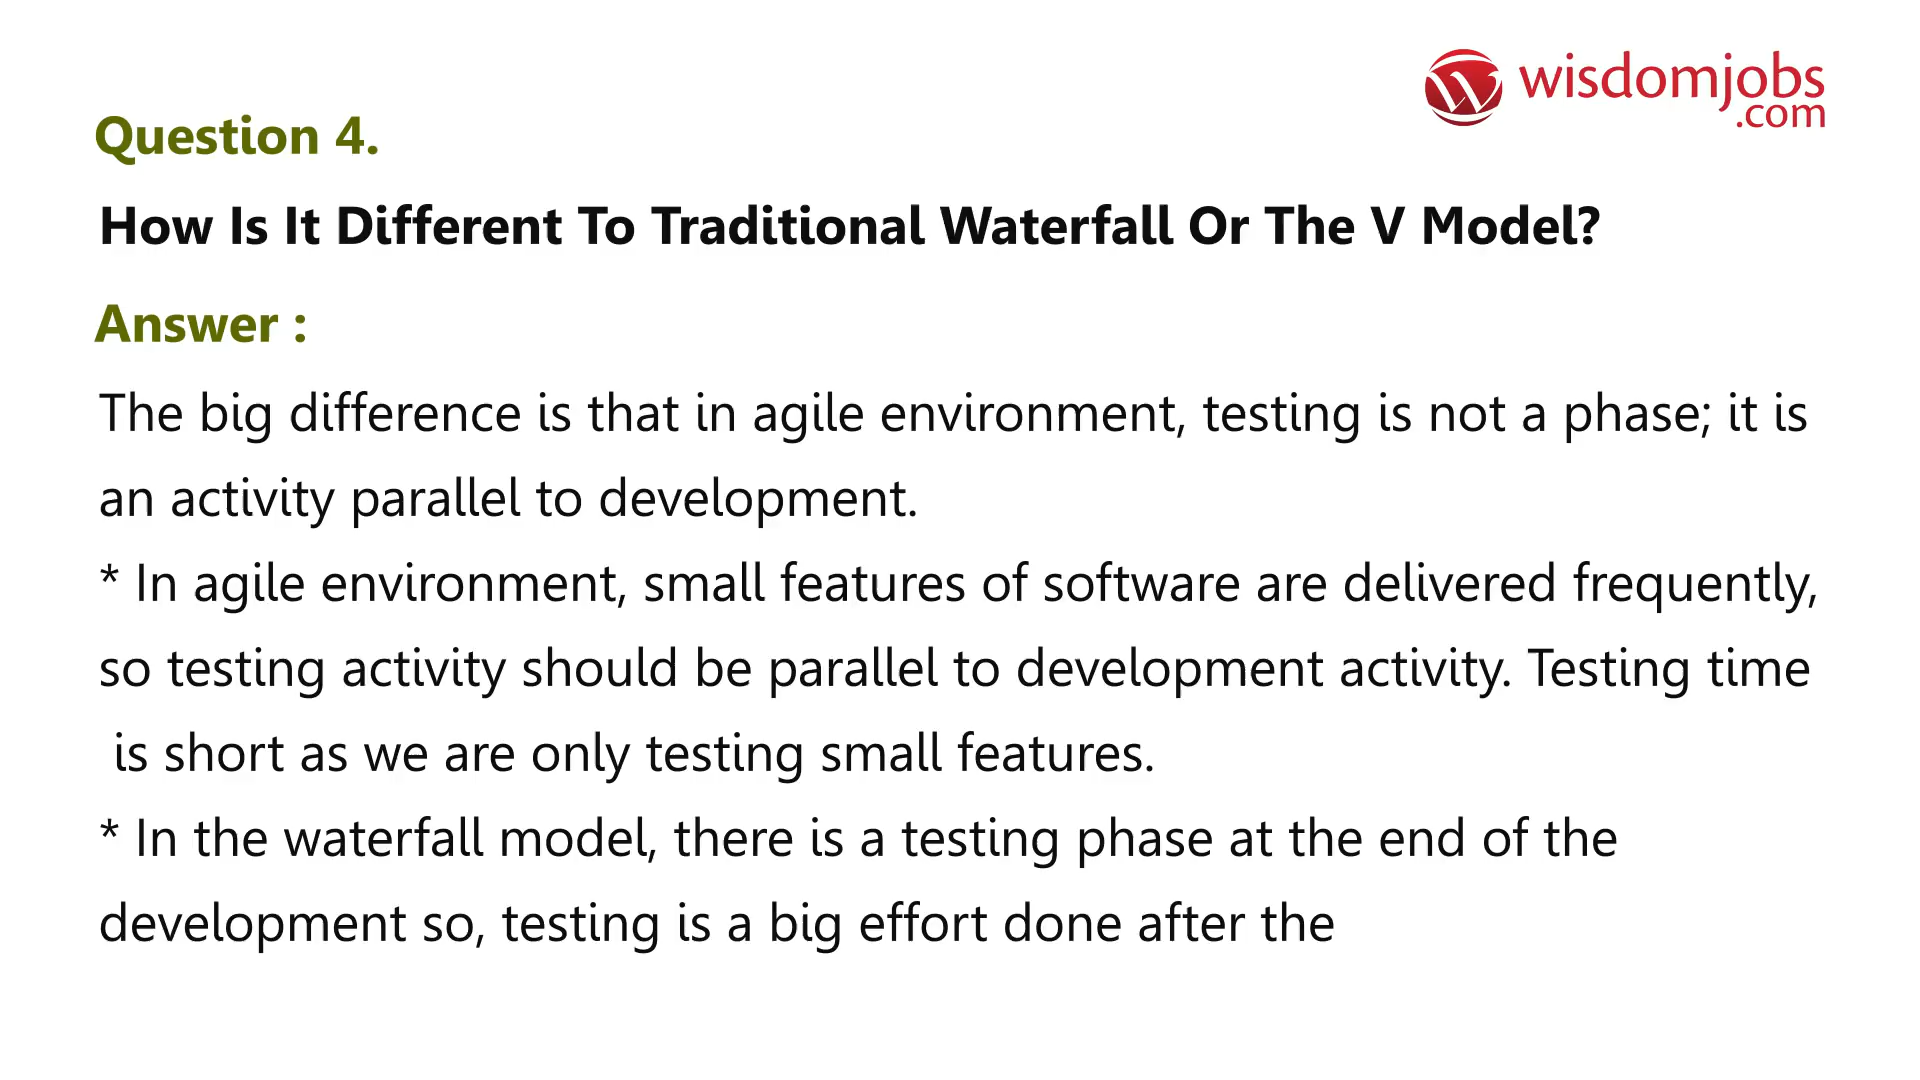 wisdomjobs
.com
Question 4.
How Is It Different To Traditional Waterfall Or The V Model?
Answer :
The big difference is that in agile environment, testing is not a phase; it is
an activity parallel to development.
* In agile environment, small features of software are delivered frequently,
so testing activity should be parallel to development activity. Testing time
is short as we are only testing small features.
* In the waterfall model, there is a testing phase at the end of the
development so, testing is a big effort done after the